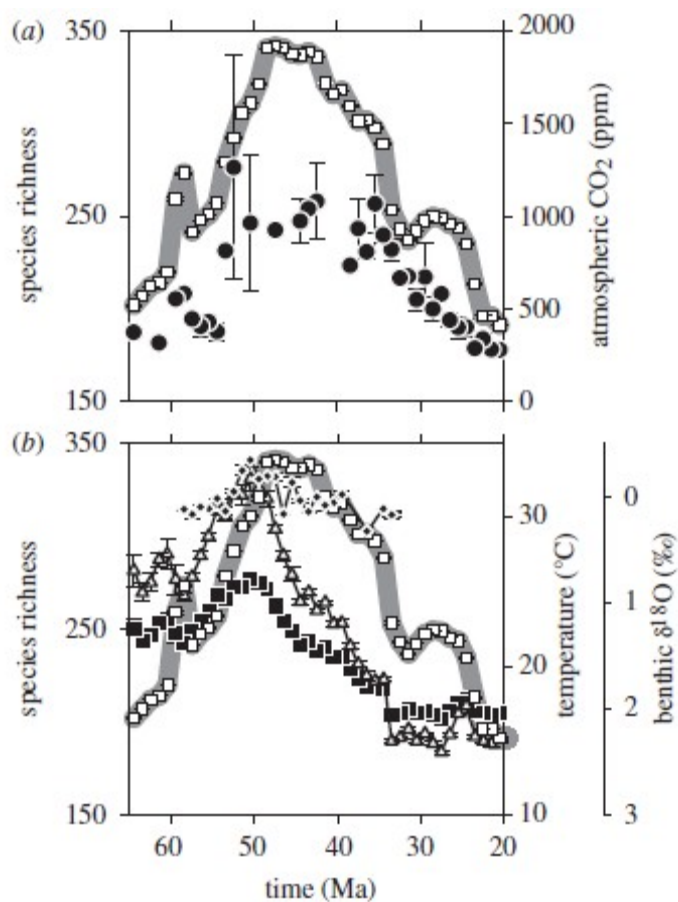 (a)
350
250
150
species richness
2000
1500
1000
500
0
atmospheric CO2 (ppm)
(b)
350
250
150
species richness
30
20
10
temperature (°C)
0
1
2
3
benthic δ18O (‰)
60 50 40 30 20
time (Ma)